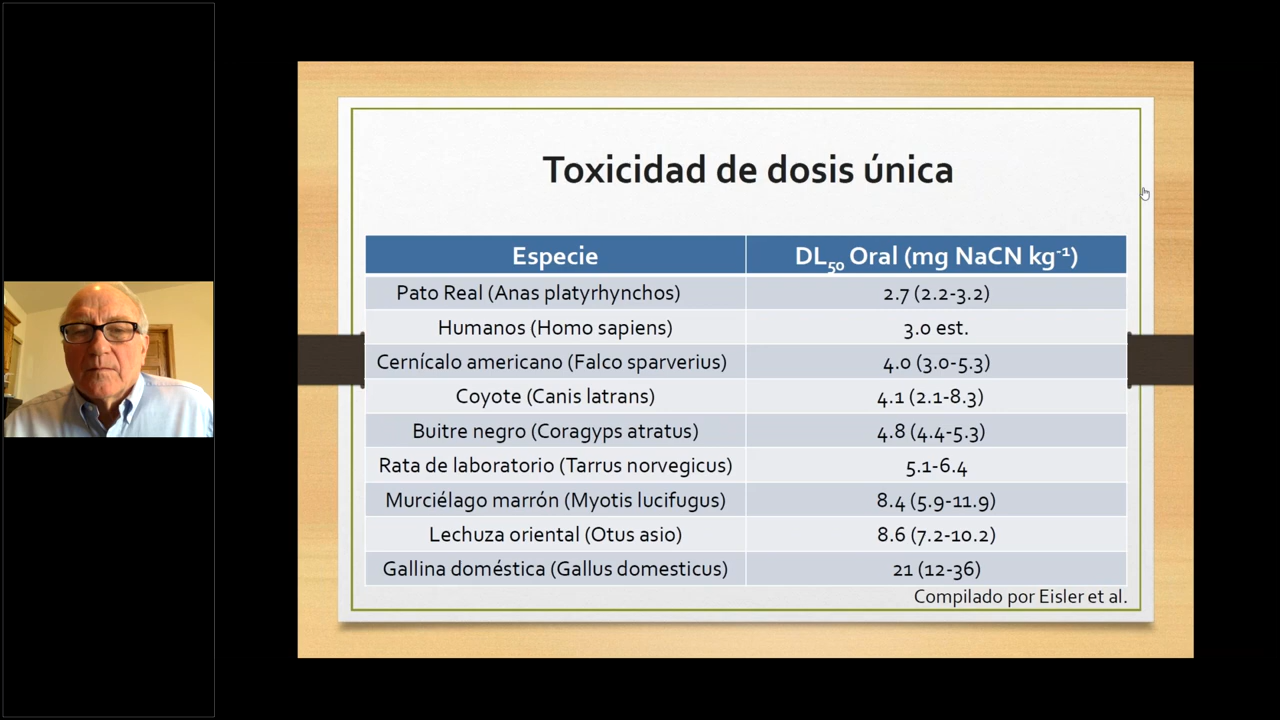 Toxicidad de dosis única
Especie DL50 Oral (mg NaCN kg-1)
Pato Real (Anas platyrhynchos) 2.7 (2.2-3.2)
Humanos (Homo sapiens) 3.0 est.
Cernícalo americano (Falco sparverius) 4.0 (3.0-5.3)
Coyote (Canis latrans) 4.1 (2.1-8.3)
Buitre negro (Coragyps atratus) 4.8 (4.4-5.3)
Rata de laboratorio (Tarrus norvegicus) 5.1-6.4
Murciélago marrón (Myotis lucifugus) 8.4 (5.9-11.9)
Lechuza oriental (Otus asio) 8.6 (7.2-10.2)
Gallina doméstica (Gallus domesticus) 21 (12-36)
Compilado por Eisler et al.